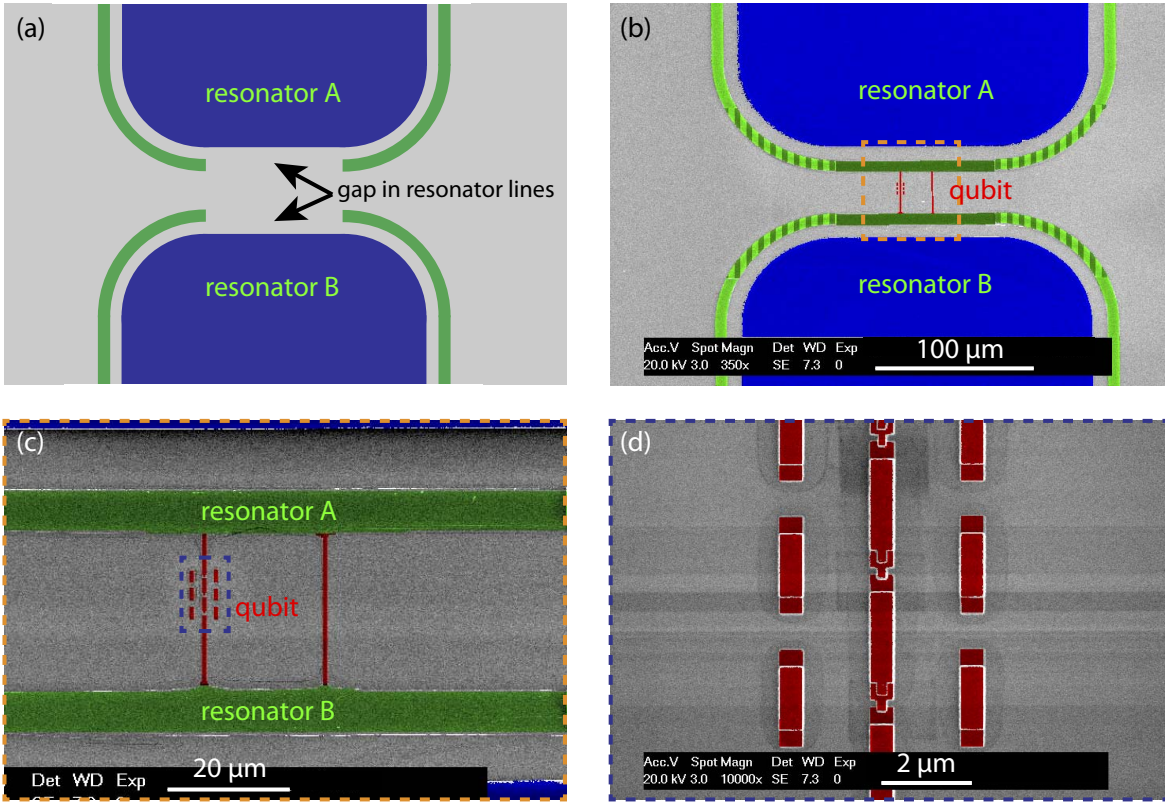 (a)
resonator A
gap in resonator lines
resonator B
(b)
resonator A
qubit
resonator B
Acc.V Spot Magn Det WD Exp
20.0 kV 3.0 350x SE 7.3 0
100 µm
(c)
resonator A
qubit
resonator B
Det WD Exp
20 µm
(d)
Acc.V Spot Magn Det WD Exp
20.0 kV 3.0 10000x SE 7.3 0
2 µm